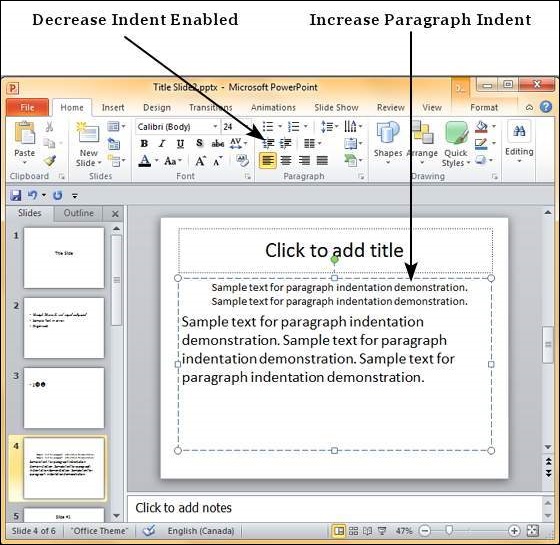 Decrease Indent Enabled
Increase Paragraph Indent
Title Slide2.pptx - Microsoft PowerPoint
File Home Insert Design Transitions Animations Slide Show Review View Format
Calibri (Body) 24
Paste
New
Slide
B I U S abc AV
A Aa A A
Shapes Arrange Quick
Styles
Editing
Clipboard Slides Font Paragraph Drawing
Slides Outline
1
Title Slide
2
3
4
5
Slide #1
Click to add title
Sample text for paragraph indentation demonstration.
Sample text for paragraph indentation demonstration.
Sample text for paragraph indentation
demonstration. Sample text for paragraph
indentation demonstration. Sample text for
paragraph indentation demonstration.
Click to add notes
Slide 4 of 6 "Office Theme" English (Canada) 47%